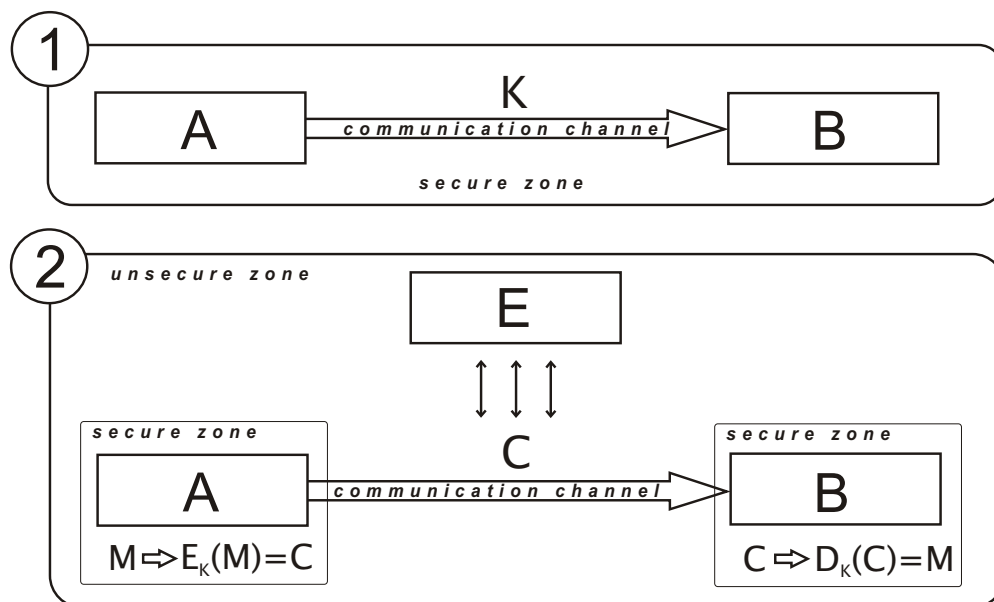 1
K
A
communication channel
B
secure zone
2
unsecure zone
E
secure zone
secure zone
C
A
communication channel
B
M⇨E_K(M)=C
C⇨D_K(C)=M